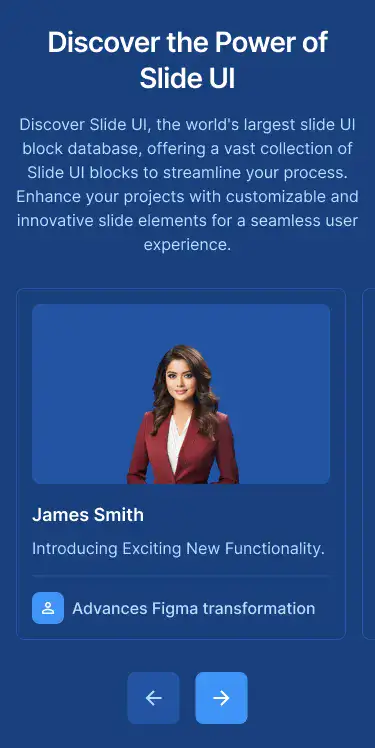 Discover the Power of
Slide UI
Discover Slide UI, the world's largest slide UI
block database, offering a vast collection of
Slide UI blocks to streamline your process.
Enhance your projects with customizable and
innovative slide elements for a seamless user
experience.
James Smith
Introducing Exciting New Functionality.
Advances Figma transformation